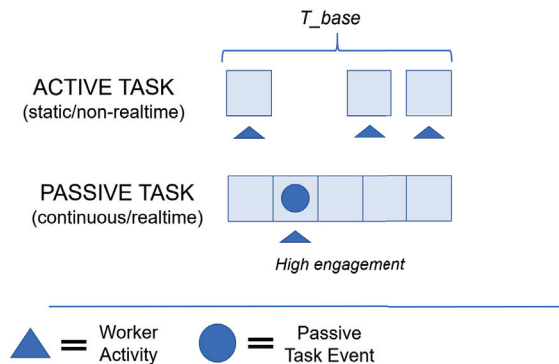 T_base
ACTIVE TASK
(static/non-realtime)
PASSIVE TASK
(continuous/realtime)
High engagement
= Worker
Activity
= Passive
Task Event